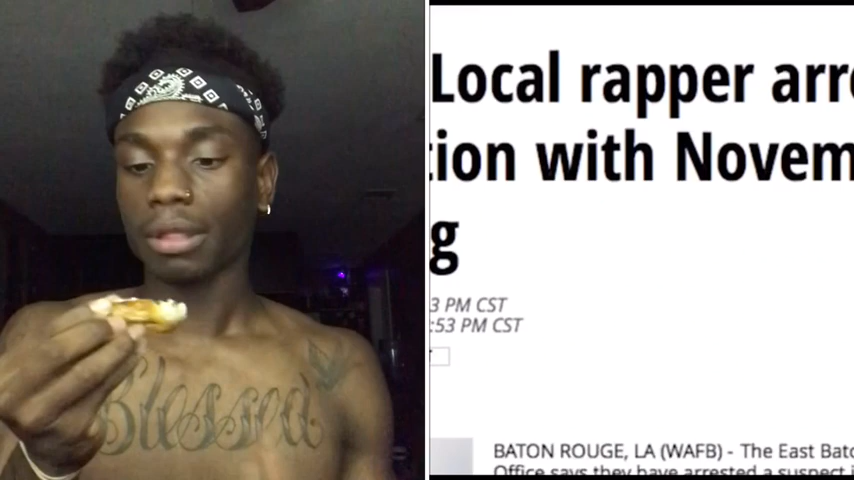 Blessed
Local rapper arre
tion with Novem
g
3 PM CST
:53 PM CST
BATON ROUGE, LA (WAFB) - The East Bato
Office says they have arrested a suspect i